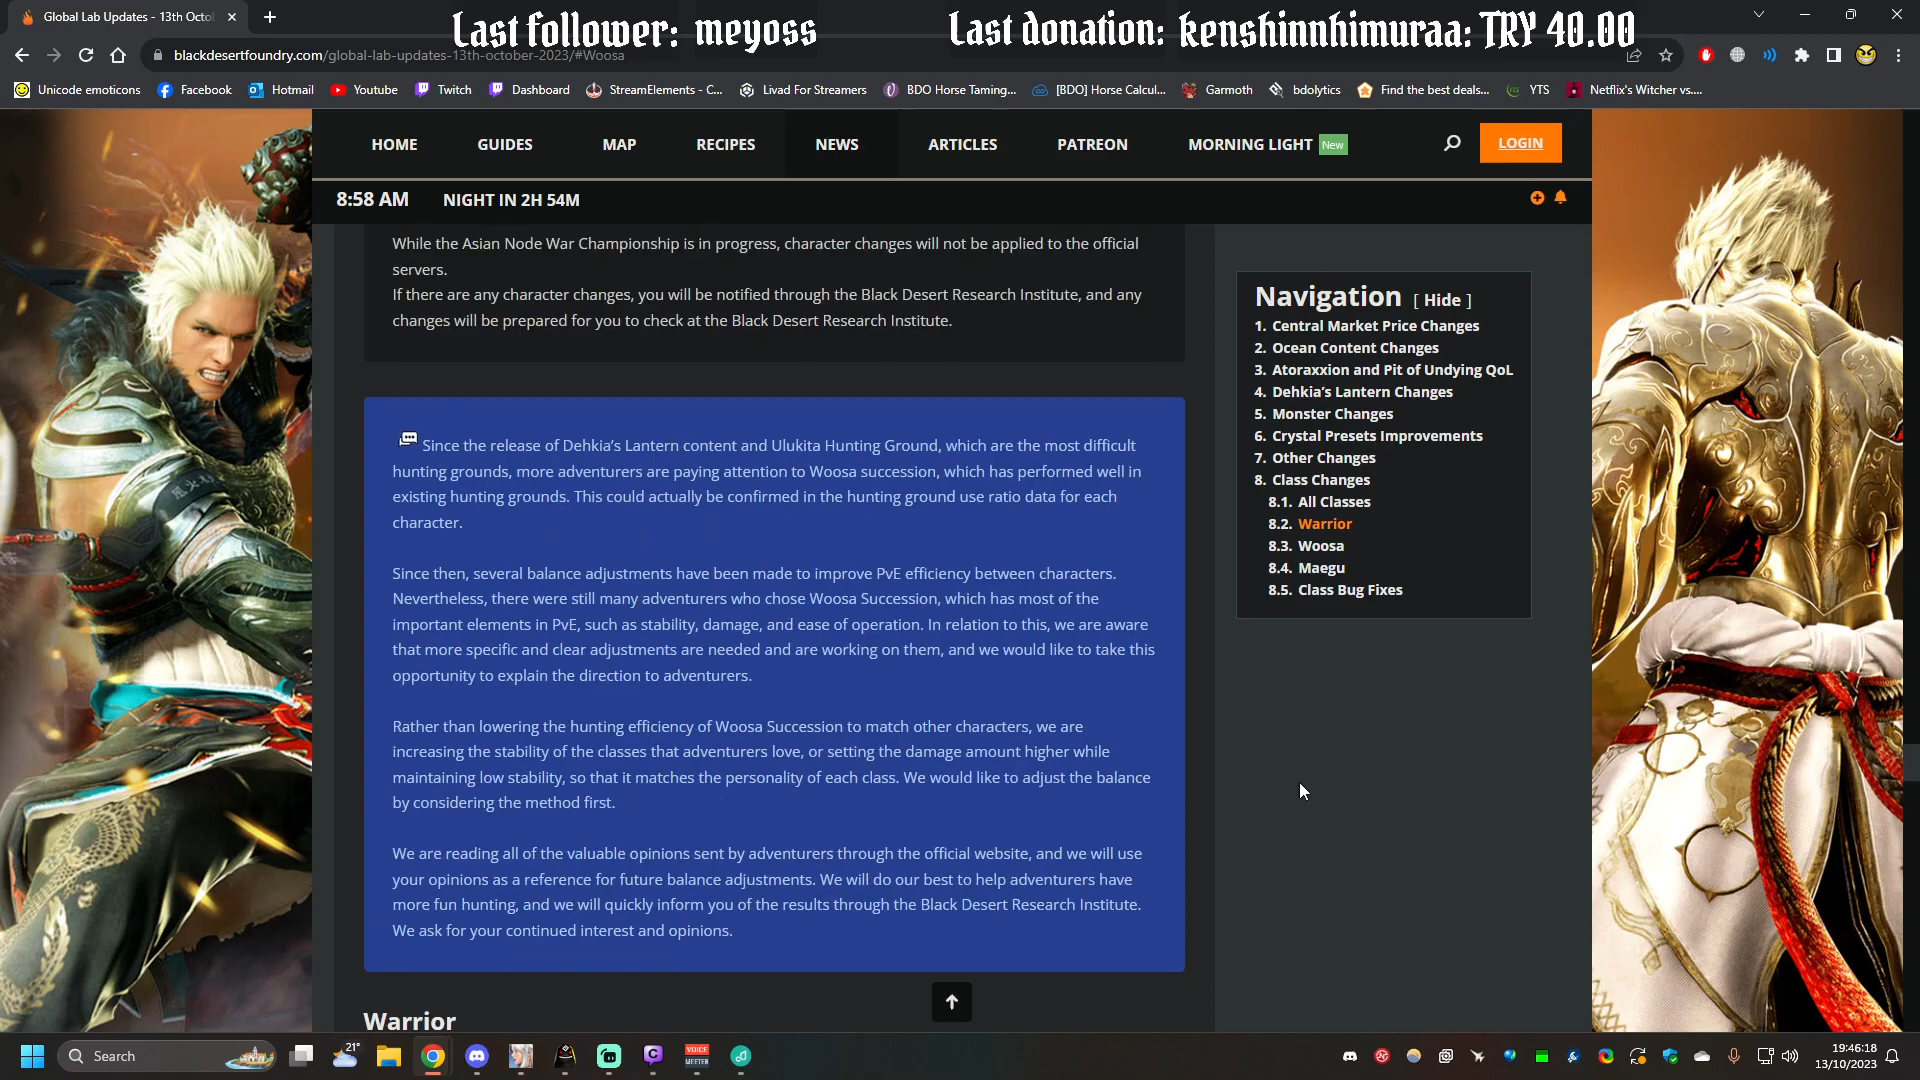 Global Lab Updates - 13th Octo
Last follower: meyoss
Last donation: kenshinnhimuraa: TRY 40.00
blackdesertfoundry.com/global-lab-updates-13th-october-2023/#Woosa
Unicode emoticons
Facebook
Hotmail
Youtube
Twitch
Dashboard
StreamElements - C...
Livad For Streamers
BDO Horse Taming...
[BDO] Horse Calcul...
Garmoth
bdolytics
Find the best deals...
YTS
Netflix's Witcher vs....
HOME
GUIDES
MAP
RECIPES
NEWS
ARTICLES
PATREON
MORNING LIGHT New
LOGIN
8:58 AM
NIGHT IN 2H 54M
While the Asian Node War Championship is in progress, character changes will not be applied to the official
servers.
If there are any character changes, you will be notified through the Black Desert Research Institute, and any
changes will be prepared for you to check at the Black Desert Research Institute.
Since the release of Dehkia's Lantern content and Ulukita Hunting Ground, which are the most difficult
hunting grounds, more adventurers are paying attention to Woosa succession, which has performed well in
existing hunting grounds. This could actually be confirmed in the hunting ground use ratio data for each
character.
Since then, several balance adjustments have been made to improve PvE efficiency between characters.
Nevertheless, there were still many adventurers who chose Woosa Succession, which has most of the
important elements in PvE, such as stability, damage, and ease of operation. In relation to this, we are aware
that more specific and clear adjustments are needed and are working on them, and we would like to take this
opportunity to explain the direction to adventurers.
Rather than lowering the hunting efficiency of Woosa Succession to match other characters, we are
increasing the stability of the classes that adventurers love, or setting the damage amount higher while
maintaining low stability, so that it matches the personality of each class. We would like to adjust the balance
by considering the method first.
We are reading all of the valuable opinions sent by adventurers through the official website, and we will use
your opinions as a reference for future balance adjustments. We will do our best to help adventurers have
more fun hunting, and we will quickly inform you of the results through the Black Desert Research Institute.
We ask for your continued interest and opinions.
Warrior
Navigation [ Hide ]
1. Central Market Price Changes
2. Ocean Content Changes
3. Atoraxxion and Pit of Undying QoL
4. Dehkia's Lantern Changes
5. Monster Changes
6. Crystal Presets Improvements
7. Other Changes
8. Class Changes
8.1. All Classes
8.2. Warrior
8.3. Woosa
8.4. Maegu
8.5. Class Bug Fixes
Search
21°
VOICE
MEETER
19:46:18
13/10/2023